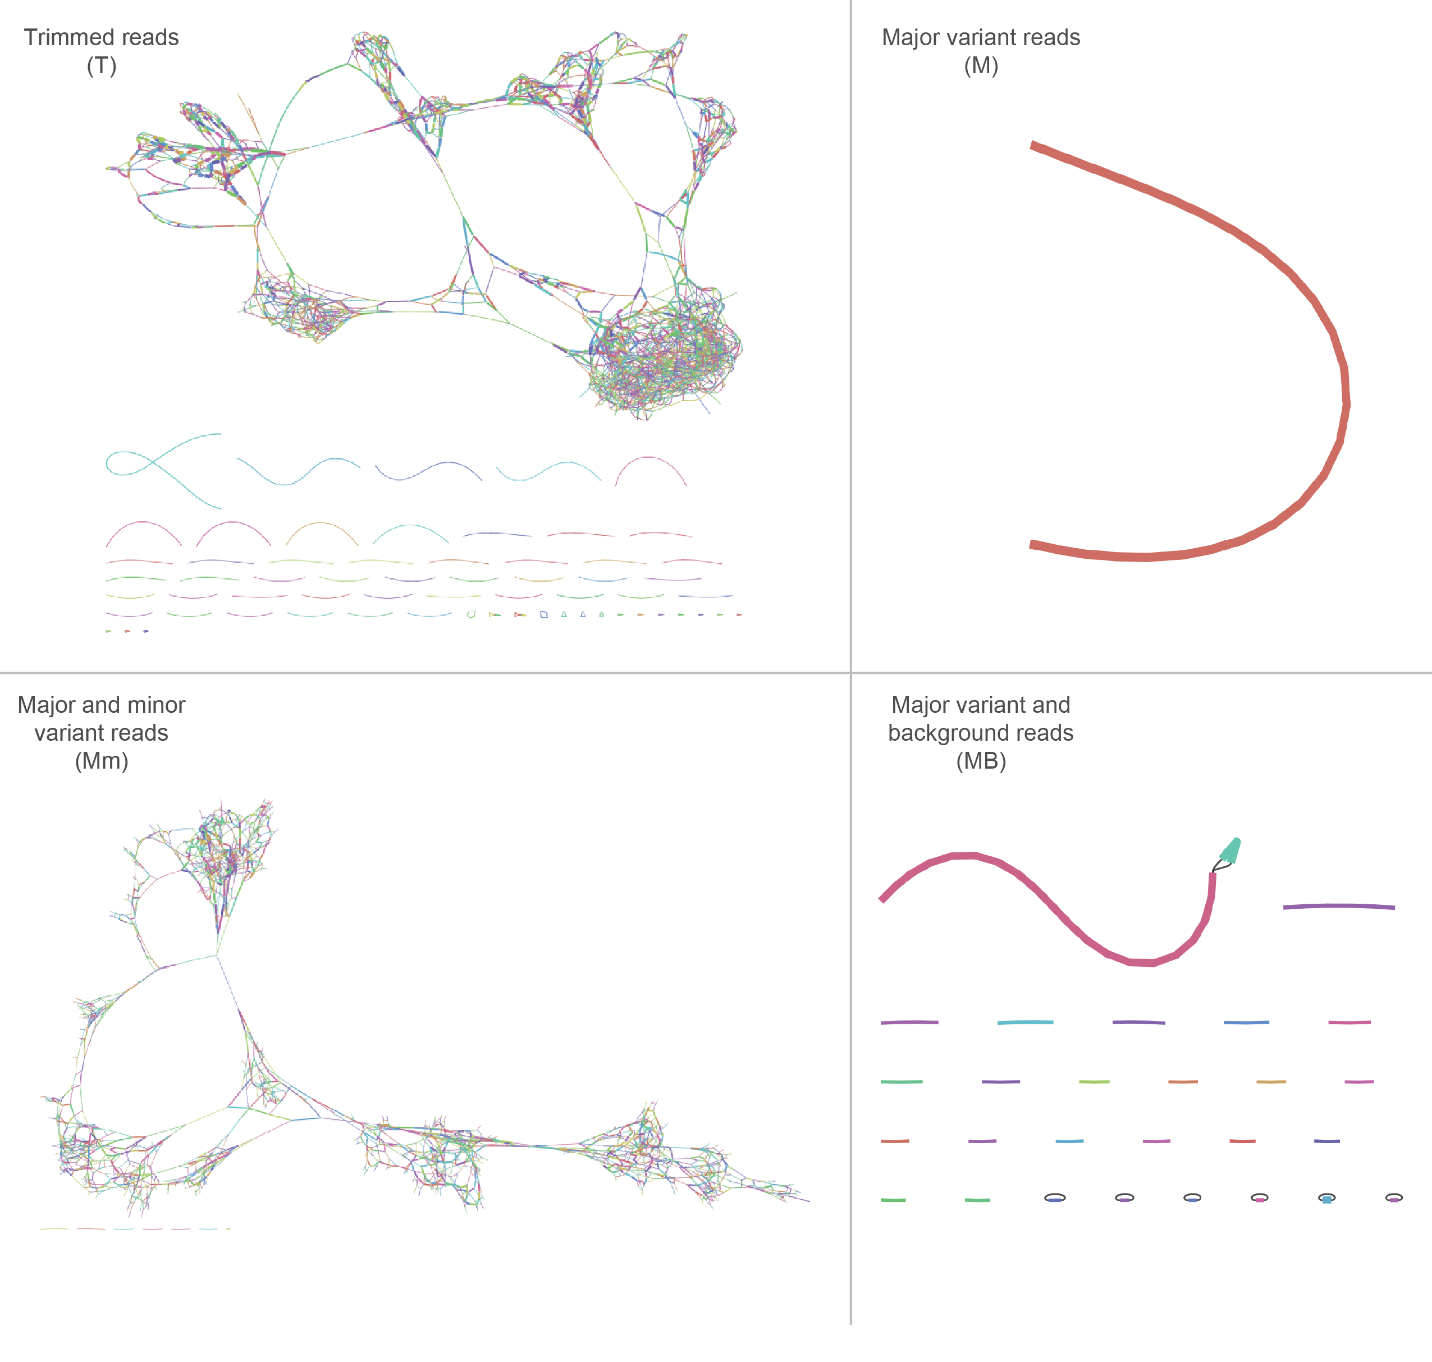 Trimmed reads
(T)
Major variant reads
(M)
Major and minor
variant reads
(Mm)
Major variant and
background reads
(MB)